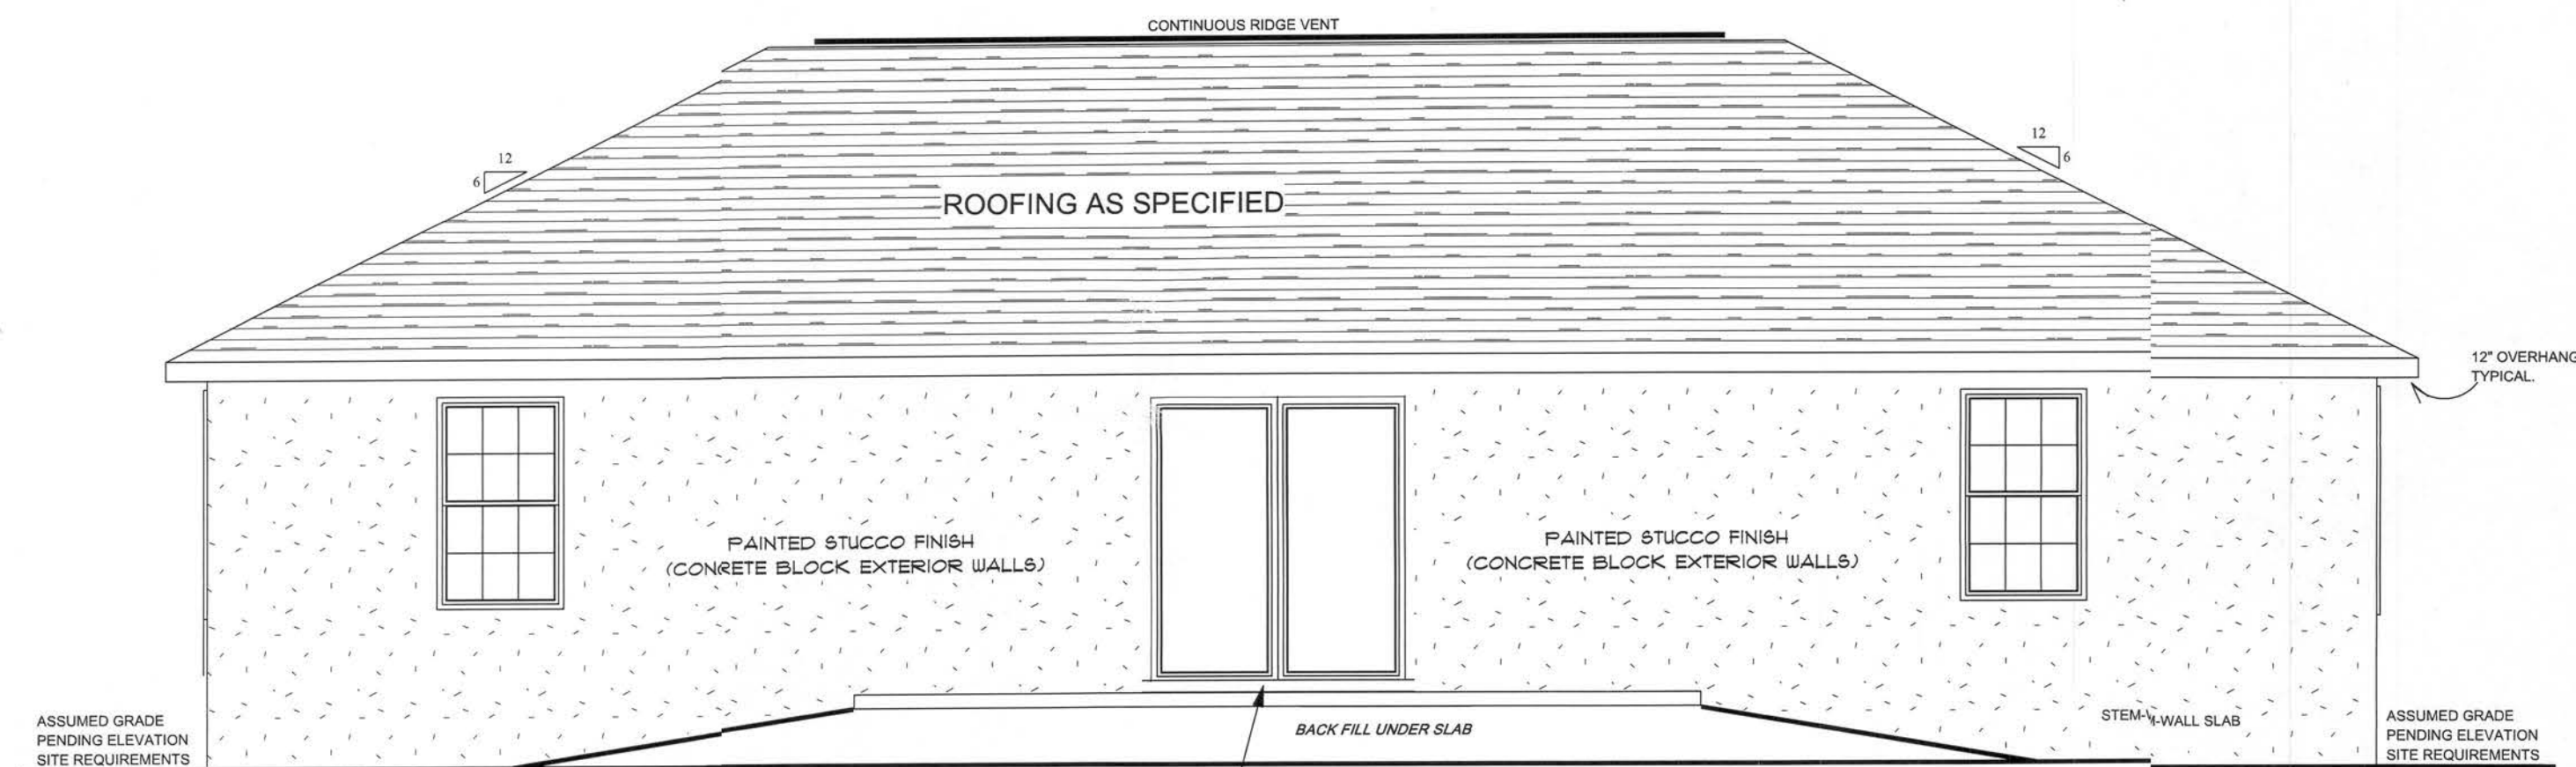 CONTINUOUS RIDGE VENT
12
6
12
6
ROOFING AS SPECIFIED
12" OVERHANG
TYPICAL.
PAINTED STUCCO FINISH
(CONCRETE BLOCK EXTERIOR WALLS)
PAINTED STUCCO FINISH
(CONCRETE BLOCK EXTERIOR WALLS)
ASSUMED GRADE
PENDING ELEVATION
SITE REQUIREMENTS
BACK FILL UNDER SLAB
STEM-WALL SLAB
ASSUMED GRADE
PENDING ELEVATION
SITE REQUIREMENTS